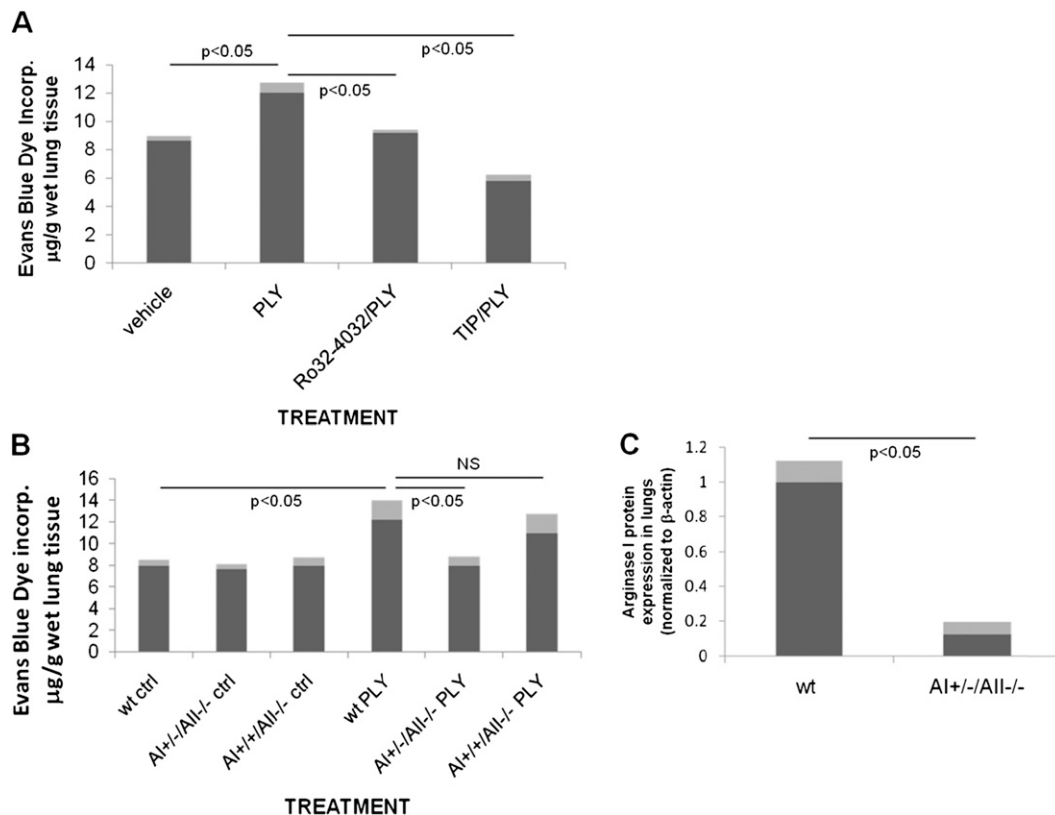 A
Evans Blue Dye Incorp.
µg/g wet lung tissue
14
12
10
8
6
4
2
0
p<0.05
p<0.05
p<0.05
vehicle
PLY
Ro32-4032/PLY
TIP/PLY
TREATMENT
B
Evans Blue Dye incorp.
µg/g wet lung tissue
16
14
12
10
8
6
4
2
0
NS
p<0.05
p<0.05
wt ctrl
AI+/-/AII-/- ctrl
AI+/+/AII-/- ctrl
wt PLY
AI+/-/AII-/- PLY
AI+/+/AII-/- PLY
TREATMENT
C
Arginase I protein
expression in lungs
(normalized to β-actin)
1.2
1
0.8
0.6
0.4
0.2
0
p<0.05
wt
AI+/-/AII-/-